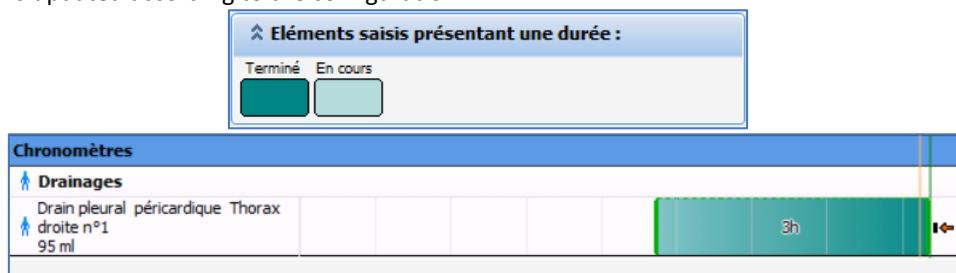 Eléments saisis présentant une durée :
Terminé En cours
Chronomètres
Drainages
Drain pleural péricardique Thorax
droite n°1
95 ml
3h